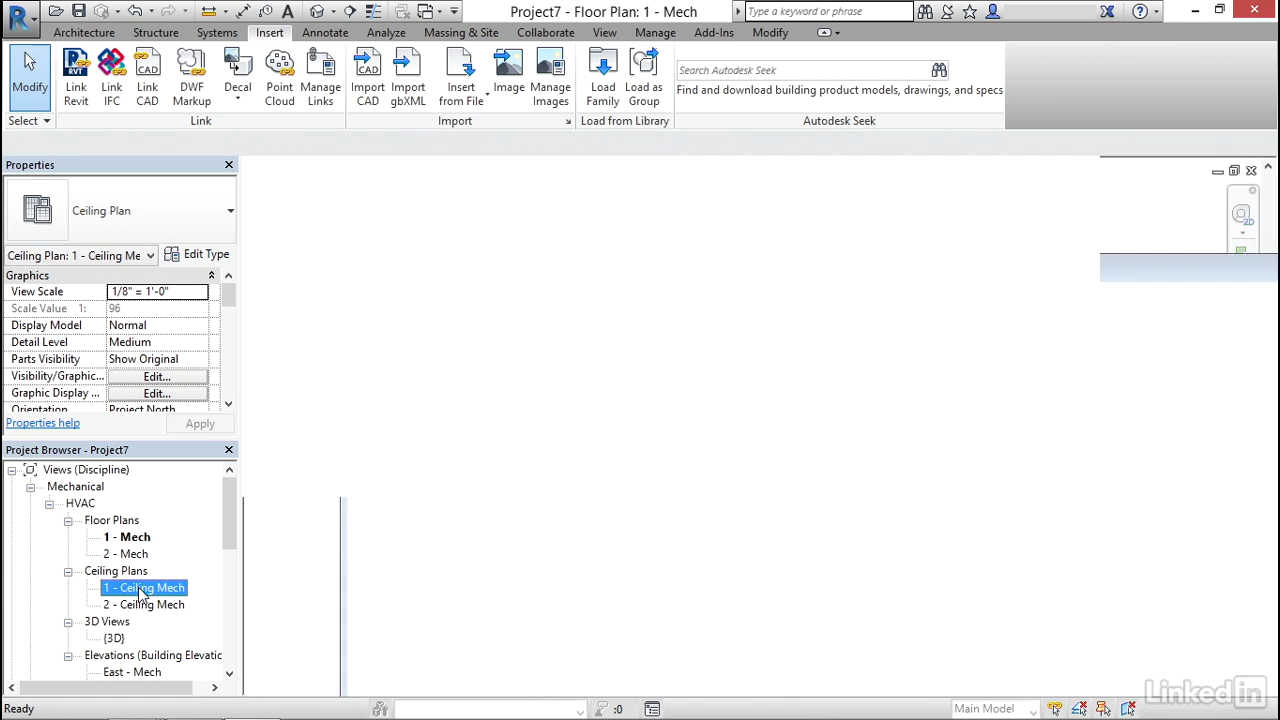 Project7 - Floor Plan: 1 - Mech
Type a keyword or phrase
Architecture Structure Systems Insert Annotate Analyze Massing & Site Collaborate View Manage Add-Ins Modify
Modify
Link Revit
Link IFC
Link CAD
DWF Markup
Decal
Point Cloud
Manage Links
Import CAD
Import gbXML
Insert from File
Image
Manage Images
Load Family
Load as Group
Search Autodesk Seek
Find and download building product models, drawings, and specs
Select Link Import Load from Library Autodesk Seek
Properties
Ceiling Plan
Ceiling Plan: 1 - Ceiling Me Edit Type
Graphics
View Scale 1/8" = 1'-0"
Scale Value 1: 96
Display Model Normal
Detail Level Medium
Parts Visibility Show Original
Visibility/Graphic... Edit...
Graphic Display ... Edit...
Orientation Project North
Properties help Apply
Project Browser - Project7
Views (Discipline)
Mechanical
HVAC
Floor Plans
1 - Mech
2 - Mech
Ceiling Plans
1 - Ceiling Mech
2 - Ceiling Mech
3D Views
{3D}
Elevations (Building Elevatic
East - Mech
2D
Ready :0 Main Model
Linked in